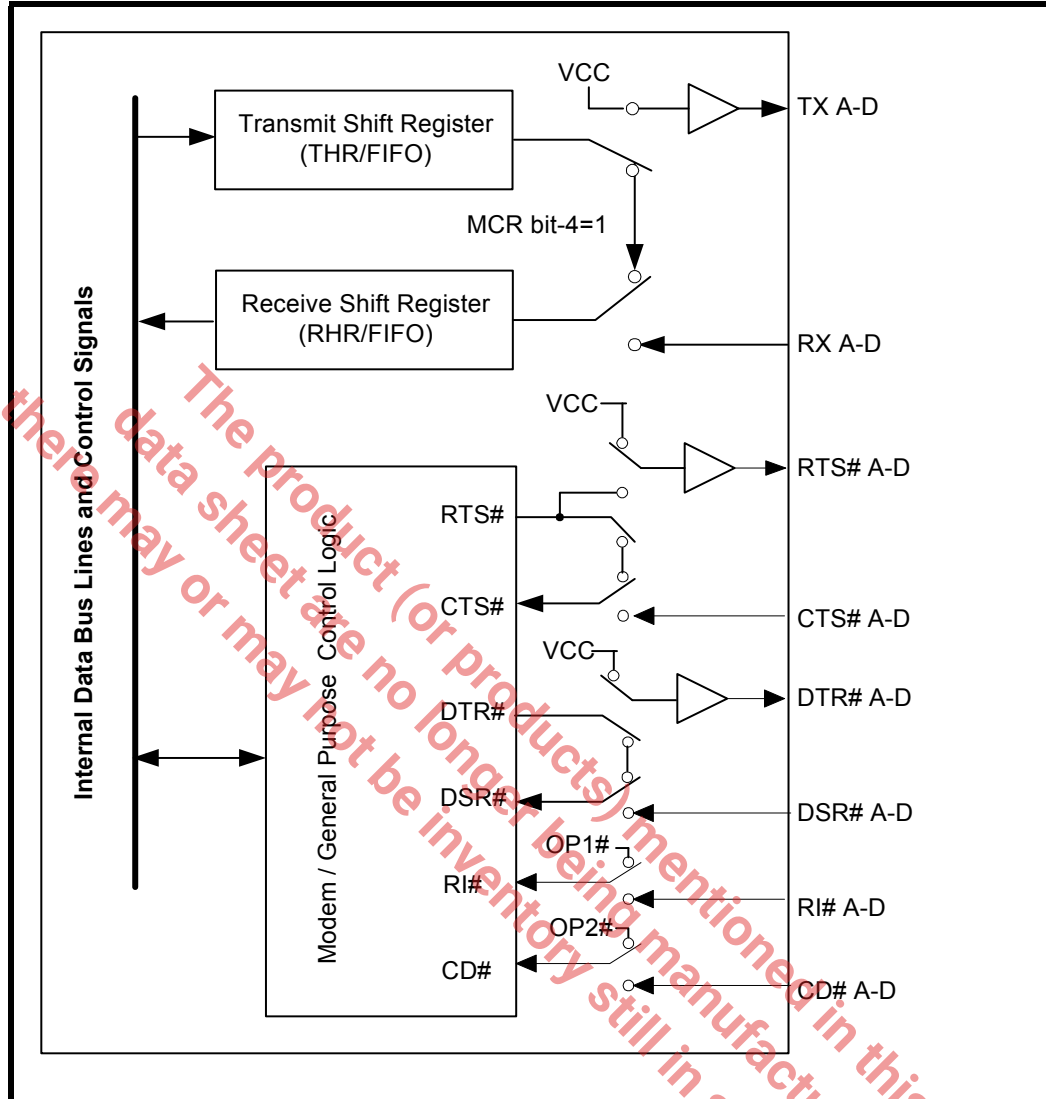 VCC
TX A-D
Transmit Shift Register
(THR/FIFO)
MCR bit-4=1
Receive Shift Register
(RHR/FIFO)
RX A-D
Internal Data Bus Lines and Control Signals
VCC
RTS# A-D
Modem / General Purpose Control Logic
RTS#
CTS#
CTS# A-D
VCC
DTR# A-D
DTR#
DSR#
DSR# A-D
OP1#
RI#
RI# A-D
OP2#
CD#
CD# A-D
The product (or products) mentioned in this
data sheet are no longer being manufactu
there may or may not be inventory still in